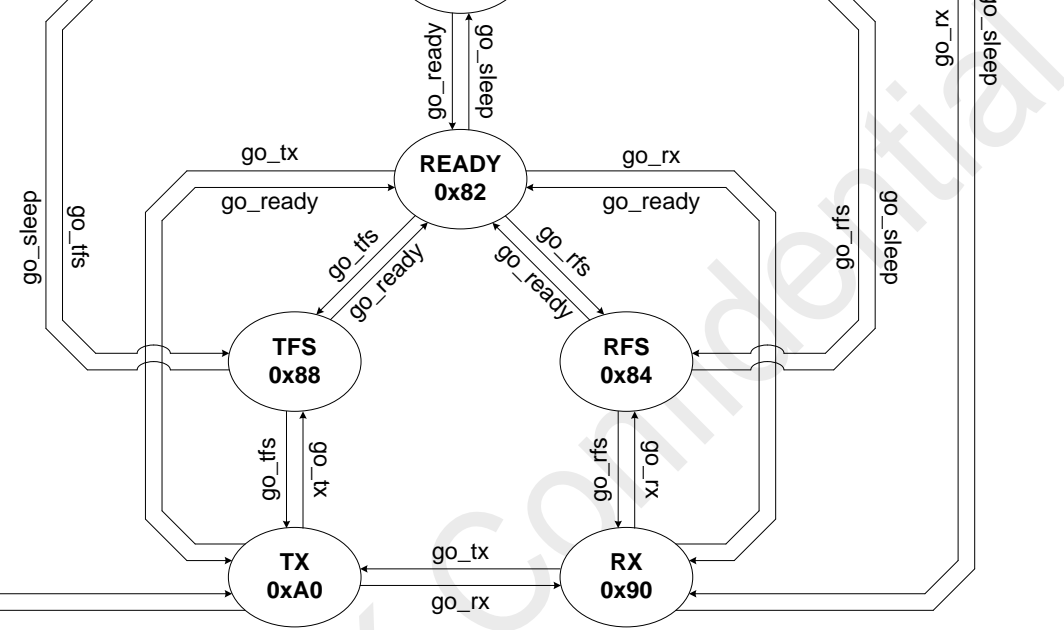 go_ready
go_sleep
go_rx
go_sleep
go_tx
READY
0x82
go_rx
go_ready
go_ready
go_sleep
go_tfs
go_tfs
go_ready
go_rfs
go_ready
go_rfs
go_sleep
TFS
0x88
RFS
0x84
go_tfs
go_tx
go_rfs
go_rx
TX
0xA0
go_tx
go_rx
RX
0x90
Confidential